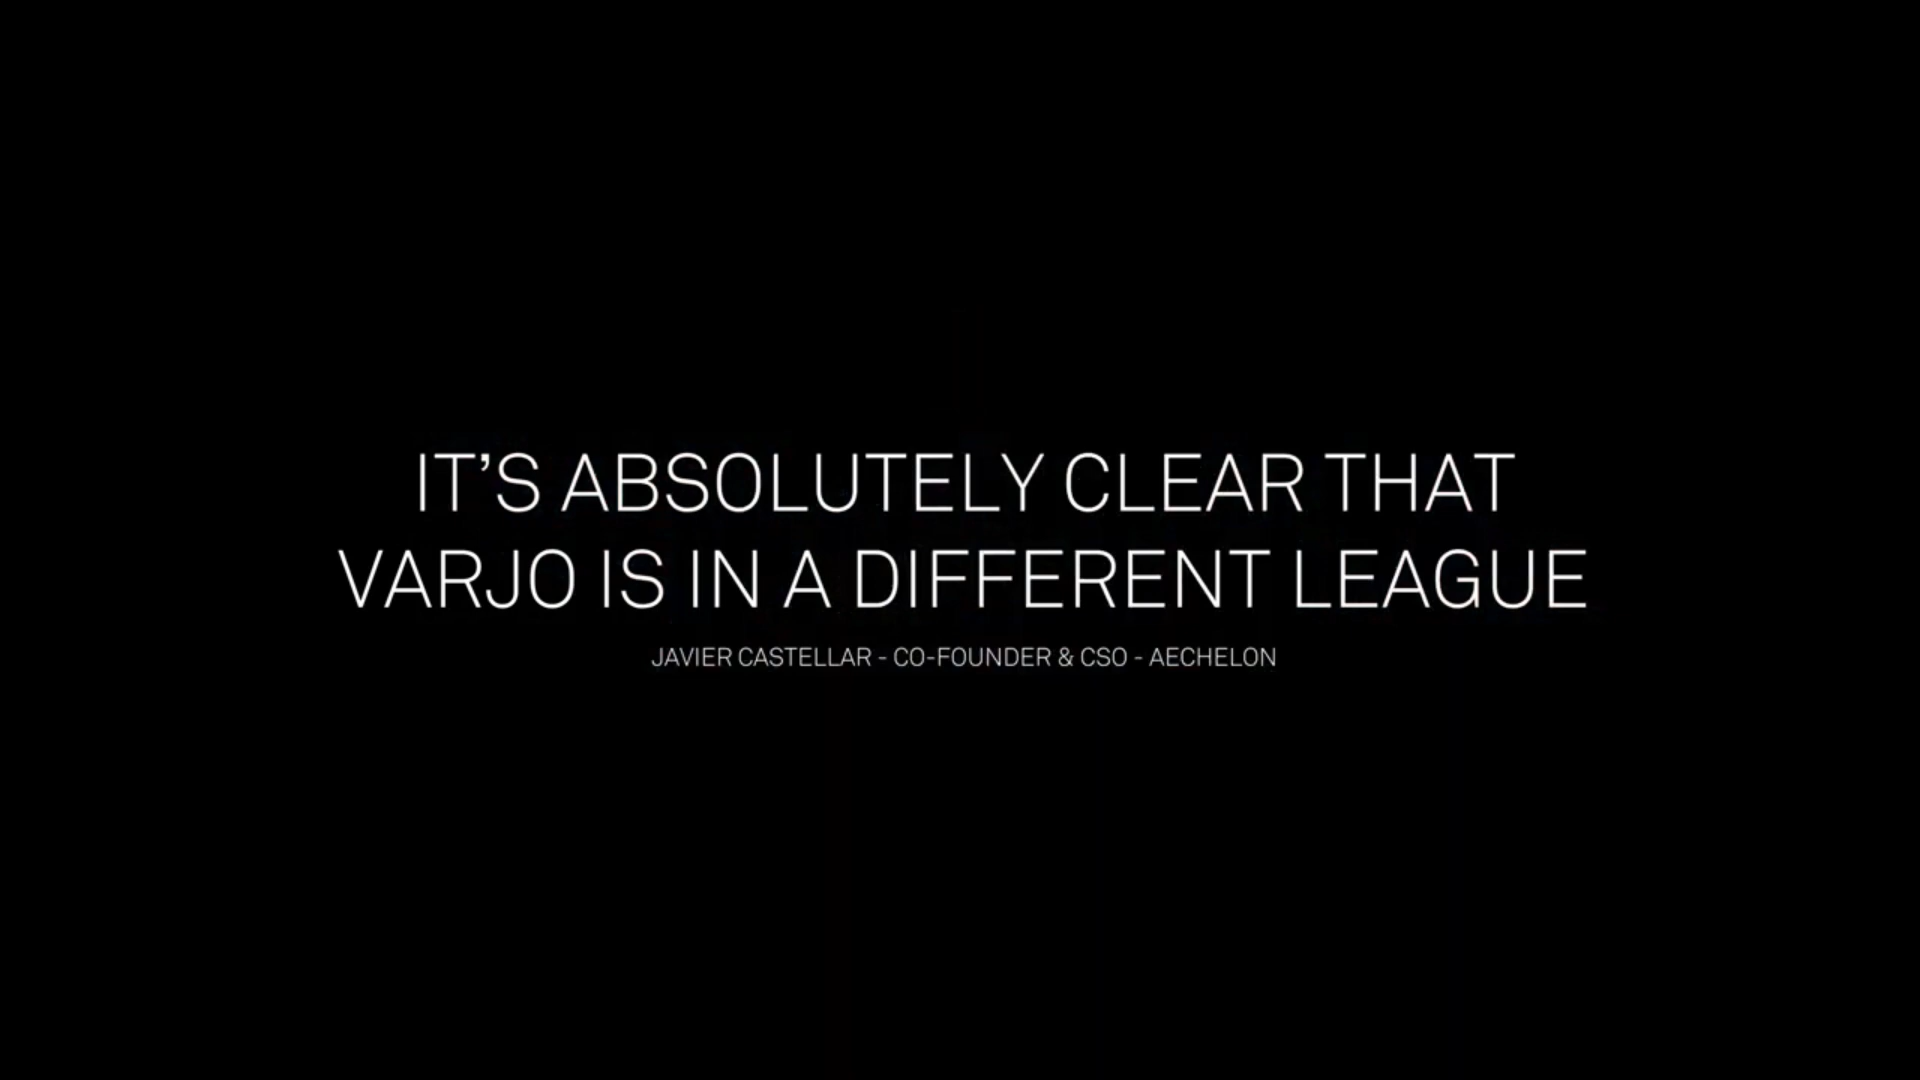 IT’S ABSOLUTELY CLEAR THAT
VARJO IS IN A DIFFERENT LEAGUE
JAVIER CASTELLAR - CO-FOUNDER & CSO - AECHELON